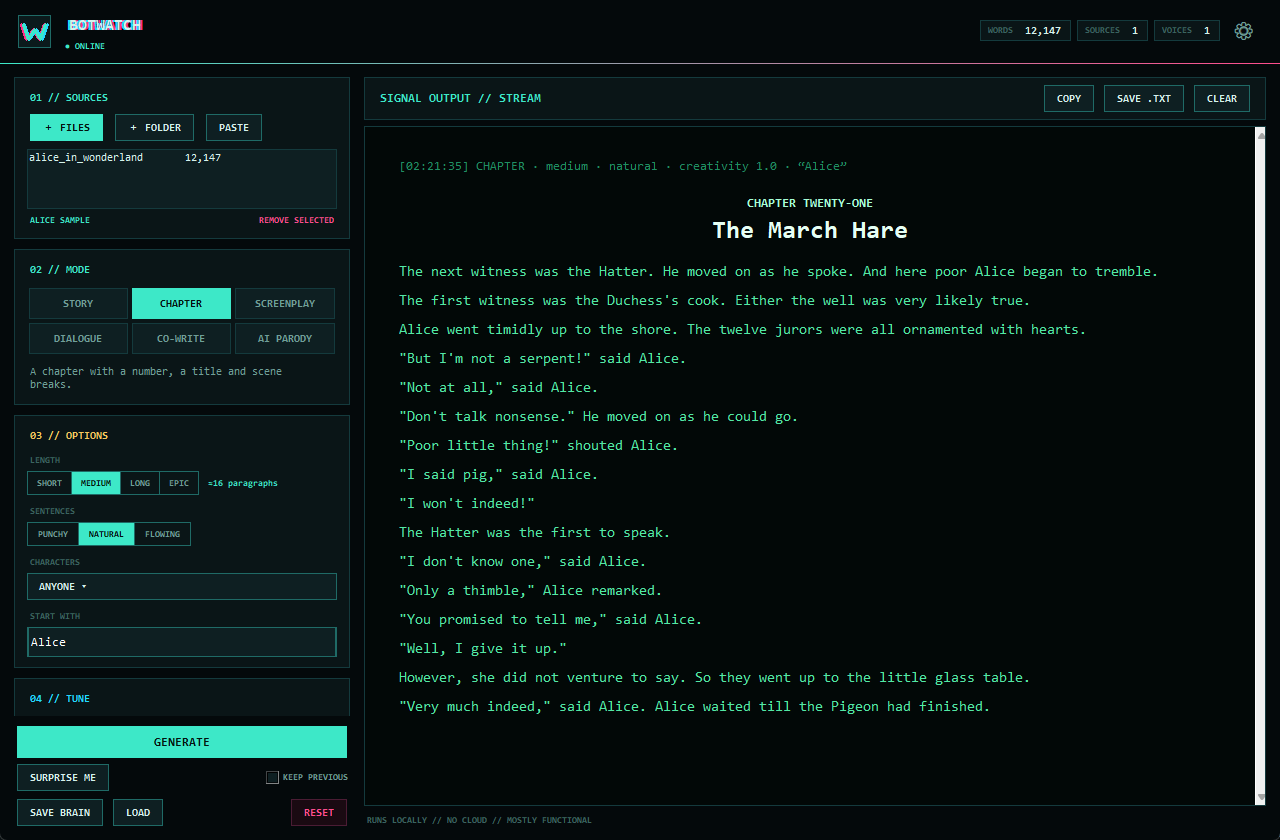 BOTWATCH
● ONLINE
WORDS 12,147
SOURCES 1
VOICES 1
01 // SOURCES
+ FILES
+ FOLDER
PASTE
alice_in_wonderland 12,147
ALICE SAMPLE
REMOVE SELECTED
02 // MODE
STORY
CHAPTER
SCREENPLAY
DIALOGUE
CO-WRITE
AI PARODY
A chapter with a number, a title and scene
breaks.
03 // OPTIONS
LENGTH
SHORT
MEDIUM
LONG
EPIC
≈16 paragraphs
SENTENCES
PUNCHY
NATURAL
FLOWING
CHARACTERS
ANYONE ▾
START WITH
Alice
04 // TUNE
GENERATE
SURPRISE ME
KEEP PREVIOUS
SAVE BRAIN
LOAD
RESET
SIGNAL OUTPUT // STREAM
COPY
SAVE .TXT
CLEAR
[02:21:35] CHAPTER · medium · natural · creativity 1.0 · “Alice”
CHAPTER TWENTY-ONE
The March Hare
The next witness was the Hatter. He moved on as he spoke. And here poor Alice began to tremble.
The first witness was the Duchess's cook. Either the well was very likely true.
Alice went timidly up to the shore. The twelve jurors were all ornamented with hearts.
"But I'm not a serpent!" said Alice.
"Not at all," said Alice.
"Don't talk nonsense." He moved on as he could go.
"Poor little thing!" shouted Alice.
"I said pig," said Alice.
"I won't indeed!"
The Hatter was the first to speak.
"I don't know one," said Alice.
"Only a thimble," Alice remarked.
"You promised to tell me," said Alice.
"Well, I give it up."
However, she did not venture to say. So they went up to the little glass table.
"Very much indeed," said Alice. Alice waited till the Pigeon had finished.
RUNS LOCALLY // NO CLOUD // MOSTLY FUNCTIONAL